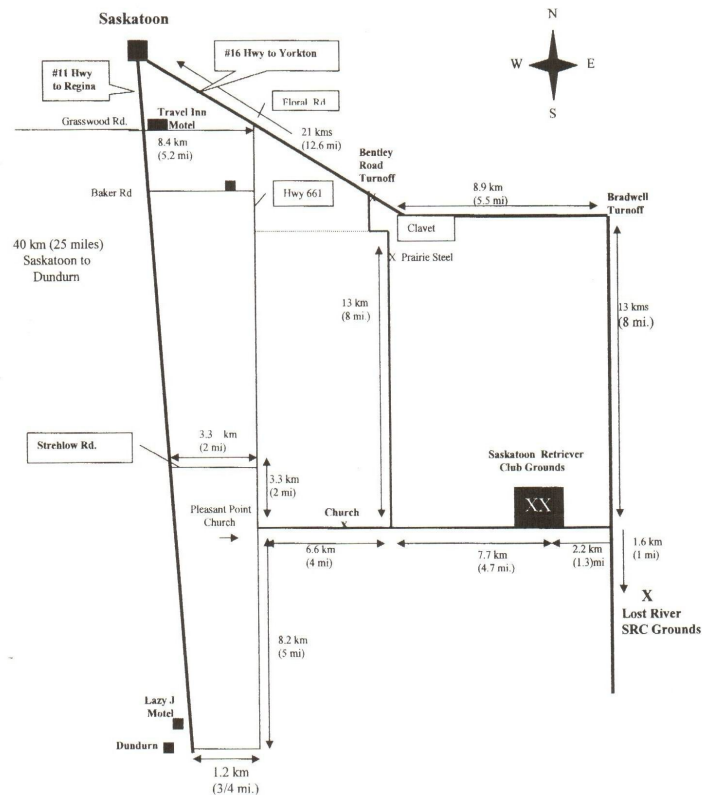 Saskatoon
N
W
E
S
#16 Hwy to Yorkton
#11 Hwy
to Regina
Floral Rd
Travel Inn
Motel
Grasswood Rd.
8.4 km
(5.2 mi)
21 kms
(12.6 mi)
Bentley
Road
Turnoff
X
8.9 km
(5.5 mi)
Bradwell
Turnoff
Baker Rd
Hwy 661
Clavet
40 km (25 miles)
Saskatoon to
Dundurn
X Prairie Steel
13 km
(8 mi.)
13 kms
(8 mi.)
Strehlow Rd.
3.3 km
(2 mi)
3.3 km
(2 mi)
Saskatoon Retriever
Club Grounds
XX
Pleasant Point
Church
Church
X
6.6 km
(4 mi)
7.7 km
(4.7 mi.)
2.2 km
(1.3)mi
1.6 km
(1 mi)
X
Lost River
SRC Grounds
8.2 km
(5 mi)
Lazy J
Motel
Dundurn
1.2 km
(3/4 mi.)